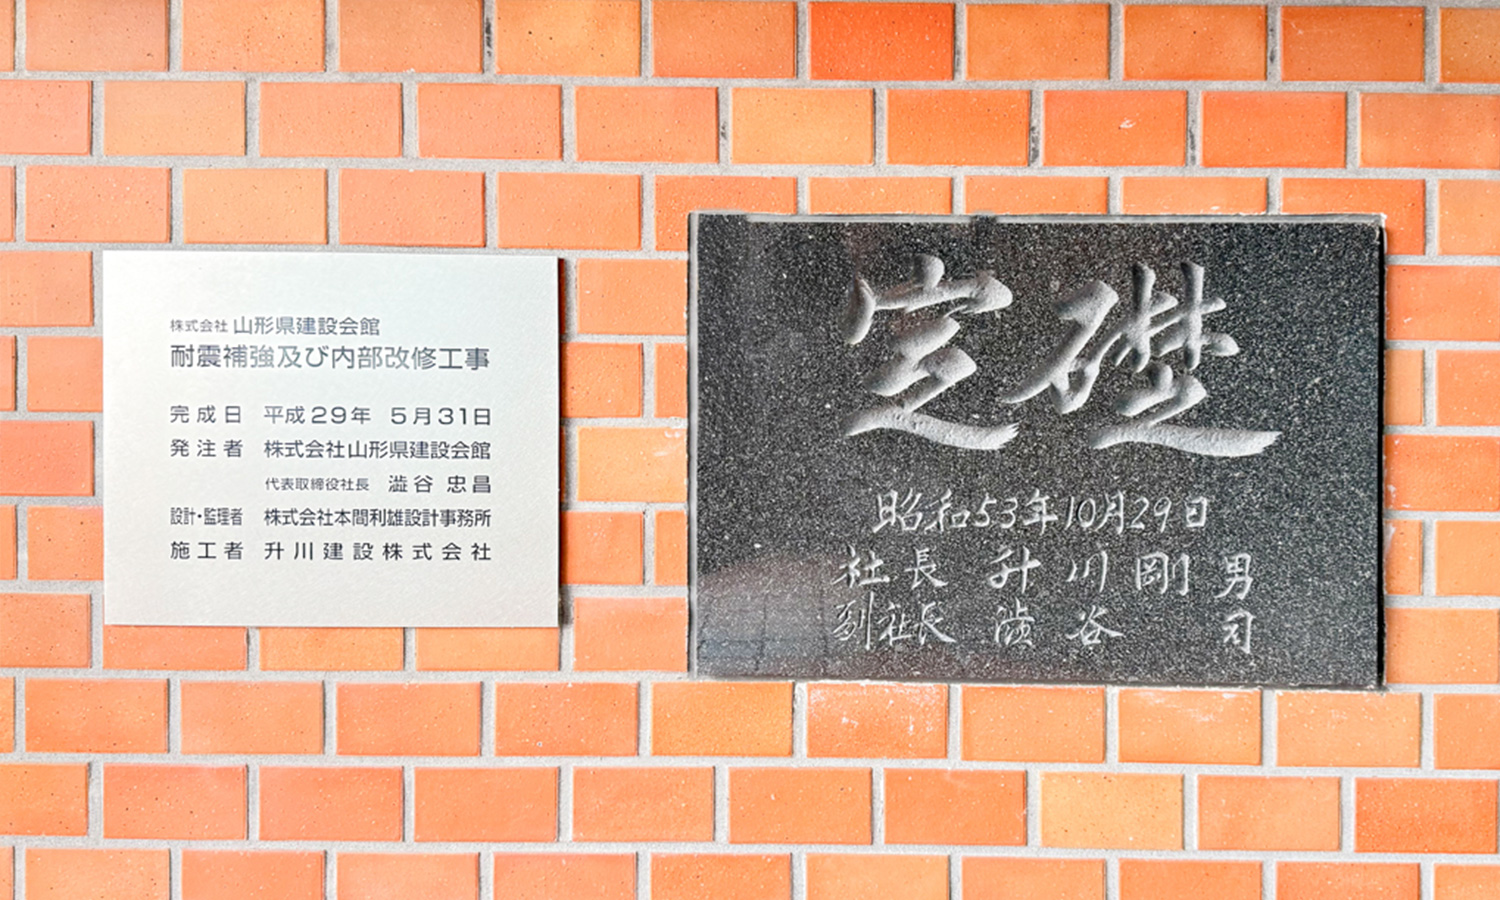 株式会社 山形県建設会館
耐震補強及び内部改修工事
完成日 平成29年 5月31日
発注者 株式会社山形県建設会館
代表取締役社長 澁谷 忠昌
設計・監理者 株式会社本間利雄設計事務所
施工者 升川建設株式会社
定礎
昭和53年10月29日
社長 升川剛男
副社長 澁谷 司